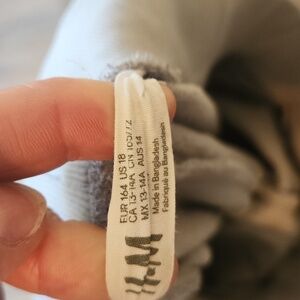 H&M
EUR 164 US 18
CA 13-14A CN 165/72
MX 13-14A AUS 14
Made in Bangladesh
Fabriqué au Bangladesh